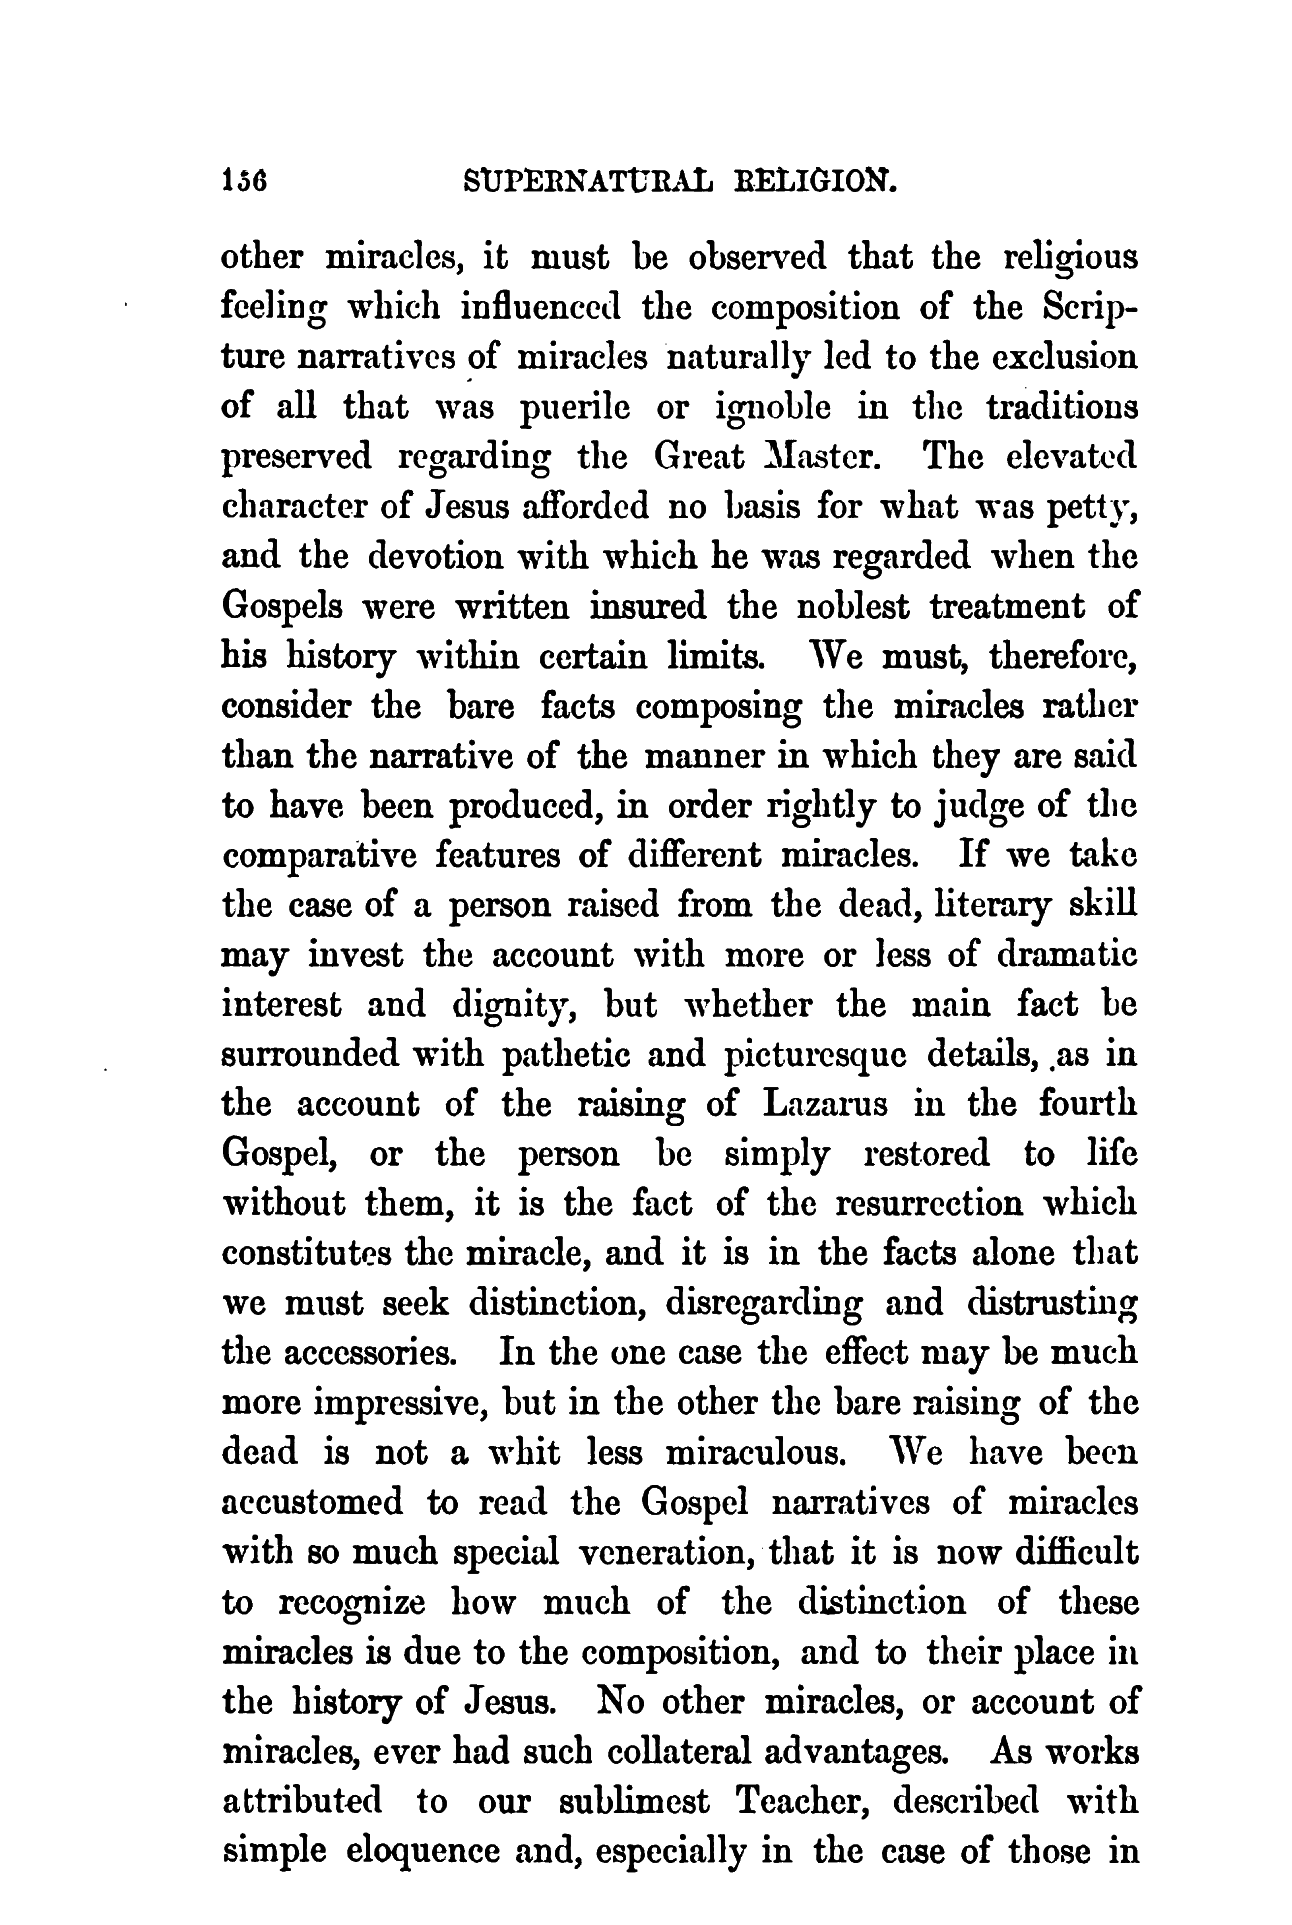 156 SUPERNATURAL RELIGION.
other miracles, it must be observed that the religious
feeling which influenced the composition of the Scrip-
ture narratives of miracles naturally led to the exclusion
of all that was puerile or ignoble in the traditions
preserved regarding the Great Master. The elevated
character of Jesus afforded no basis for what was petty,
and the devotion with which he was regarded when the
Gospels were written insured the noblest treatment of
his history within certain limits. We must, therefore,
consider the bare facts composing the miracles rather
than the narrative of the manner in which they are said
to have been produced, in order rightly to judge of the
comparative features of different miracles. If we take
the case of a person raised from the dead, literary skill
may invest the account with more or less of dramatic
interest and dignity, but whether the main fact be
surrounded with pathetic and picturesque details, as in
the account of the raising of Lazarus in the fourth
Gospel, or the person be simply restored to life
without them, it is the fact of the resurrection which
constitutes the miracle, and it is in the facts alone that
we must seek distinction, disregarding and distrusting
the accessories. In the one case the effect may be much
more impressive, but in the other the bare raising of the
dead is not a whit less miraculous. We have been
accustomed to read the Gospel narratives of miracles
with so much special veneration, that it is now difficult
to recognize how much of the distinction of these
miracles is due to the composition, and to their place in
the history of Jesus. No other miracles, or account of
miracles, ever had such collateral advantages. As works
attributed to our sublimest Teacher, described with
simple eloquence and, especially in the case of those in